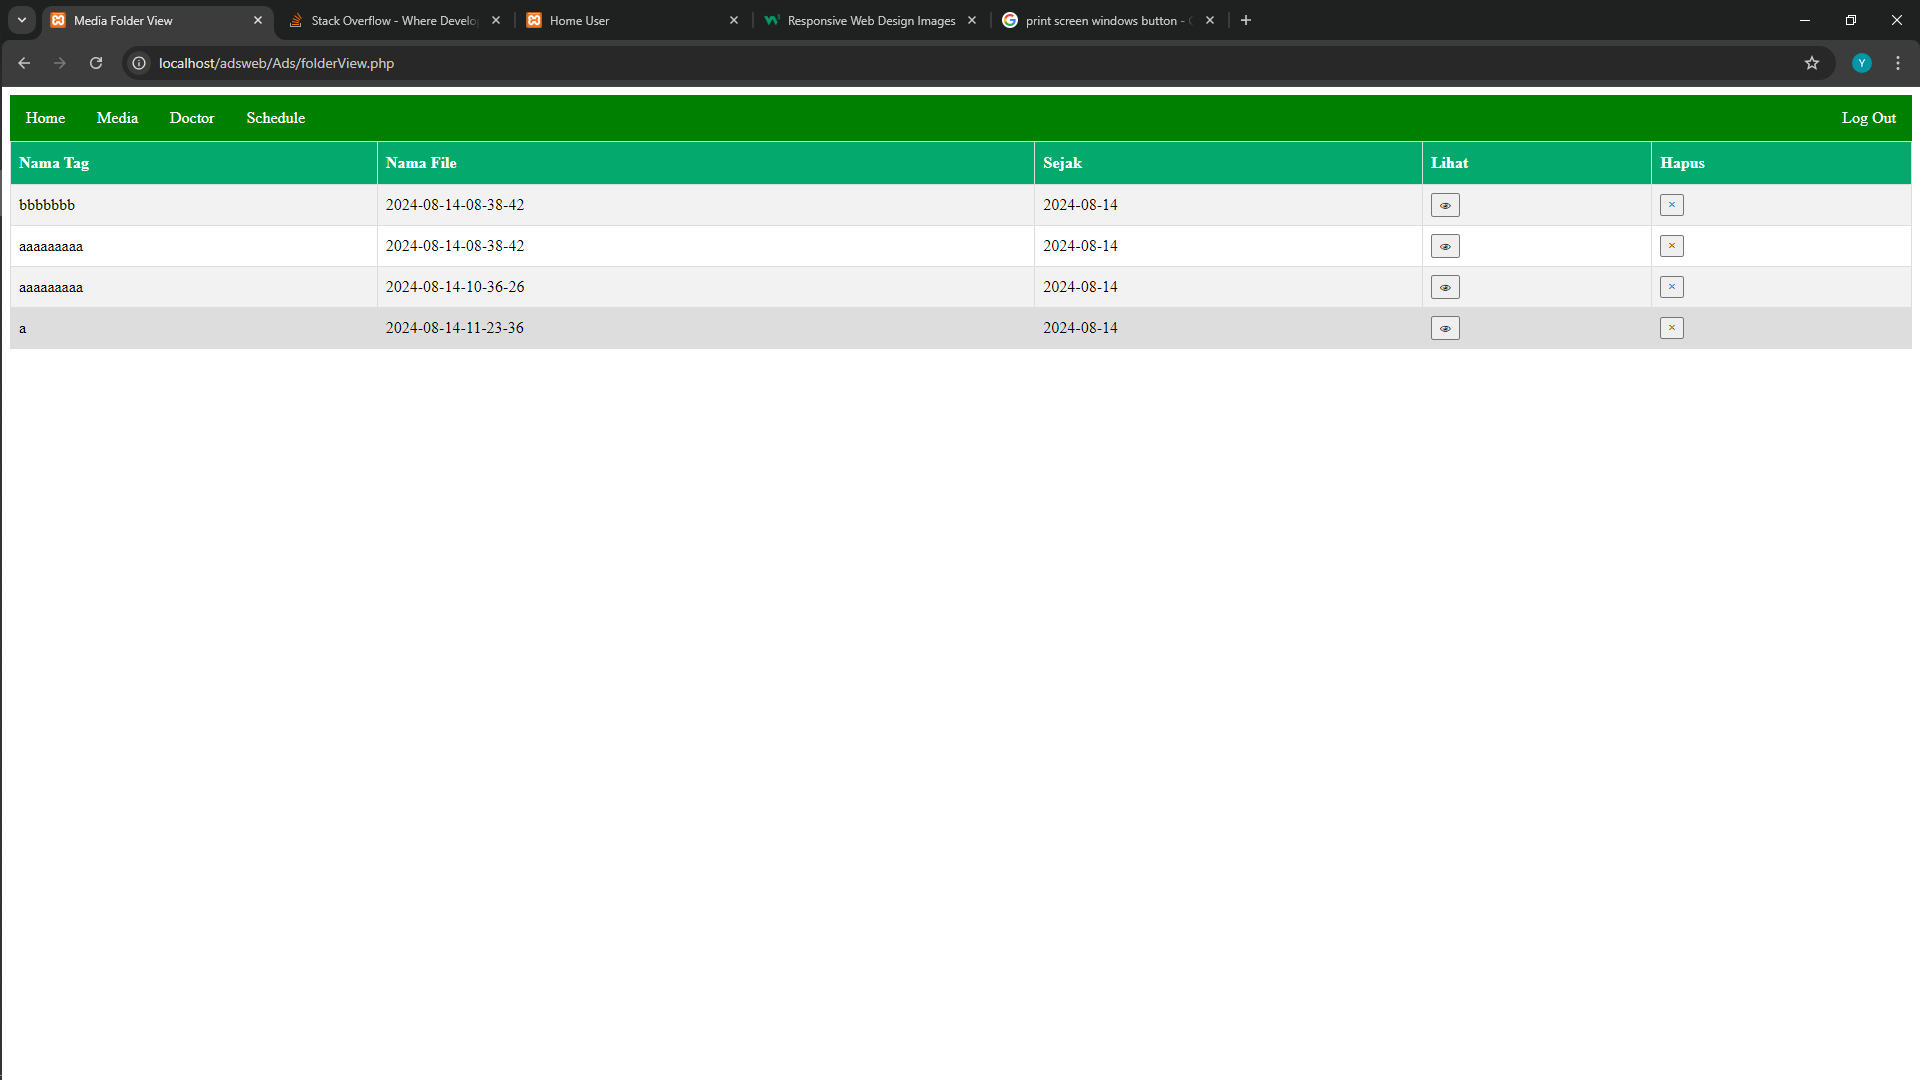 Media Folder View
Stack Overflow - Where Develo
Home User
Responsive Web Design Images
print screen windows button -
localhost/adsweb/Ads/folderView.php
Y
Home Media Doctor Schedule Log Out
Nama Tag Nama File Sejak Lihat Hapus
bbbbbbb 2024-08-14-08-38-42 2024-08-14
aaaaaaaaa 2024-08-14-08-38-42 2024-08-14
aaaaaaaaa 2024-08-14-10-36-26 2024-08-14
a 2024-08-14-11-23-36 2024-08-14